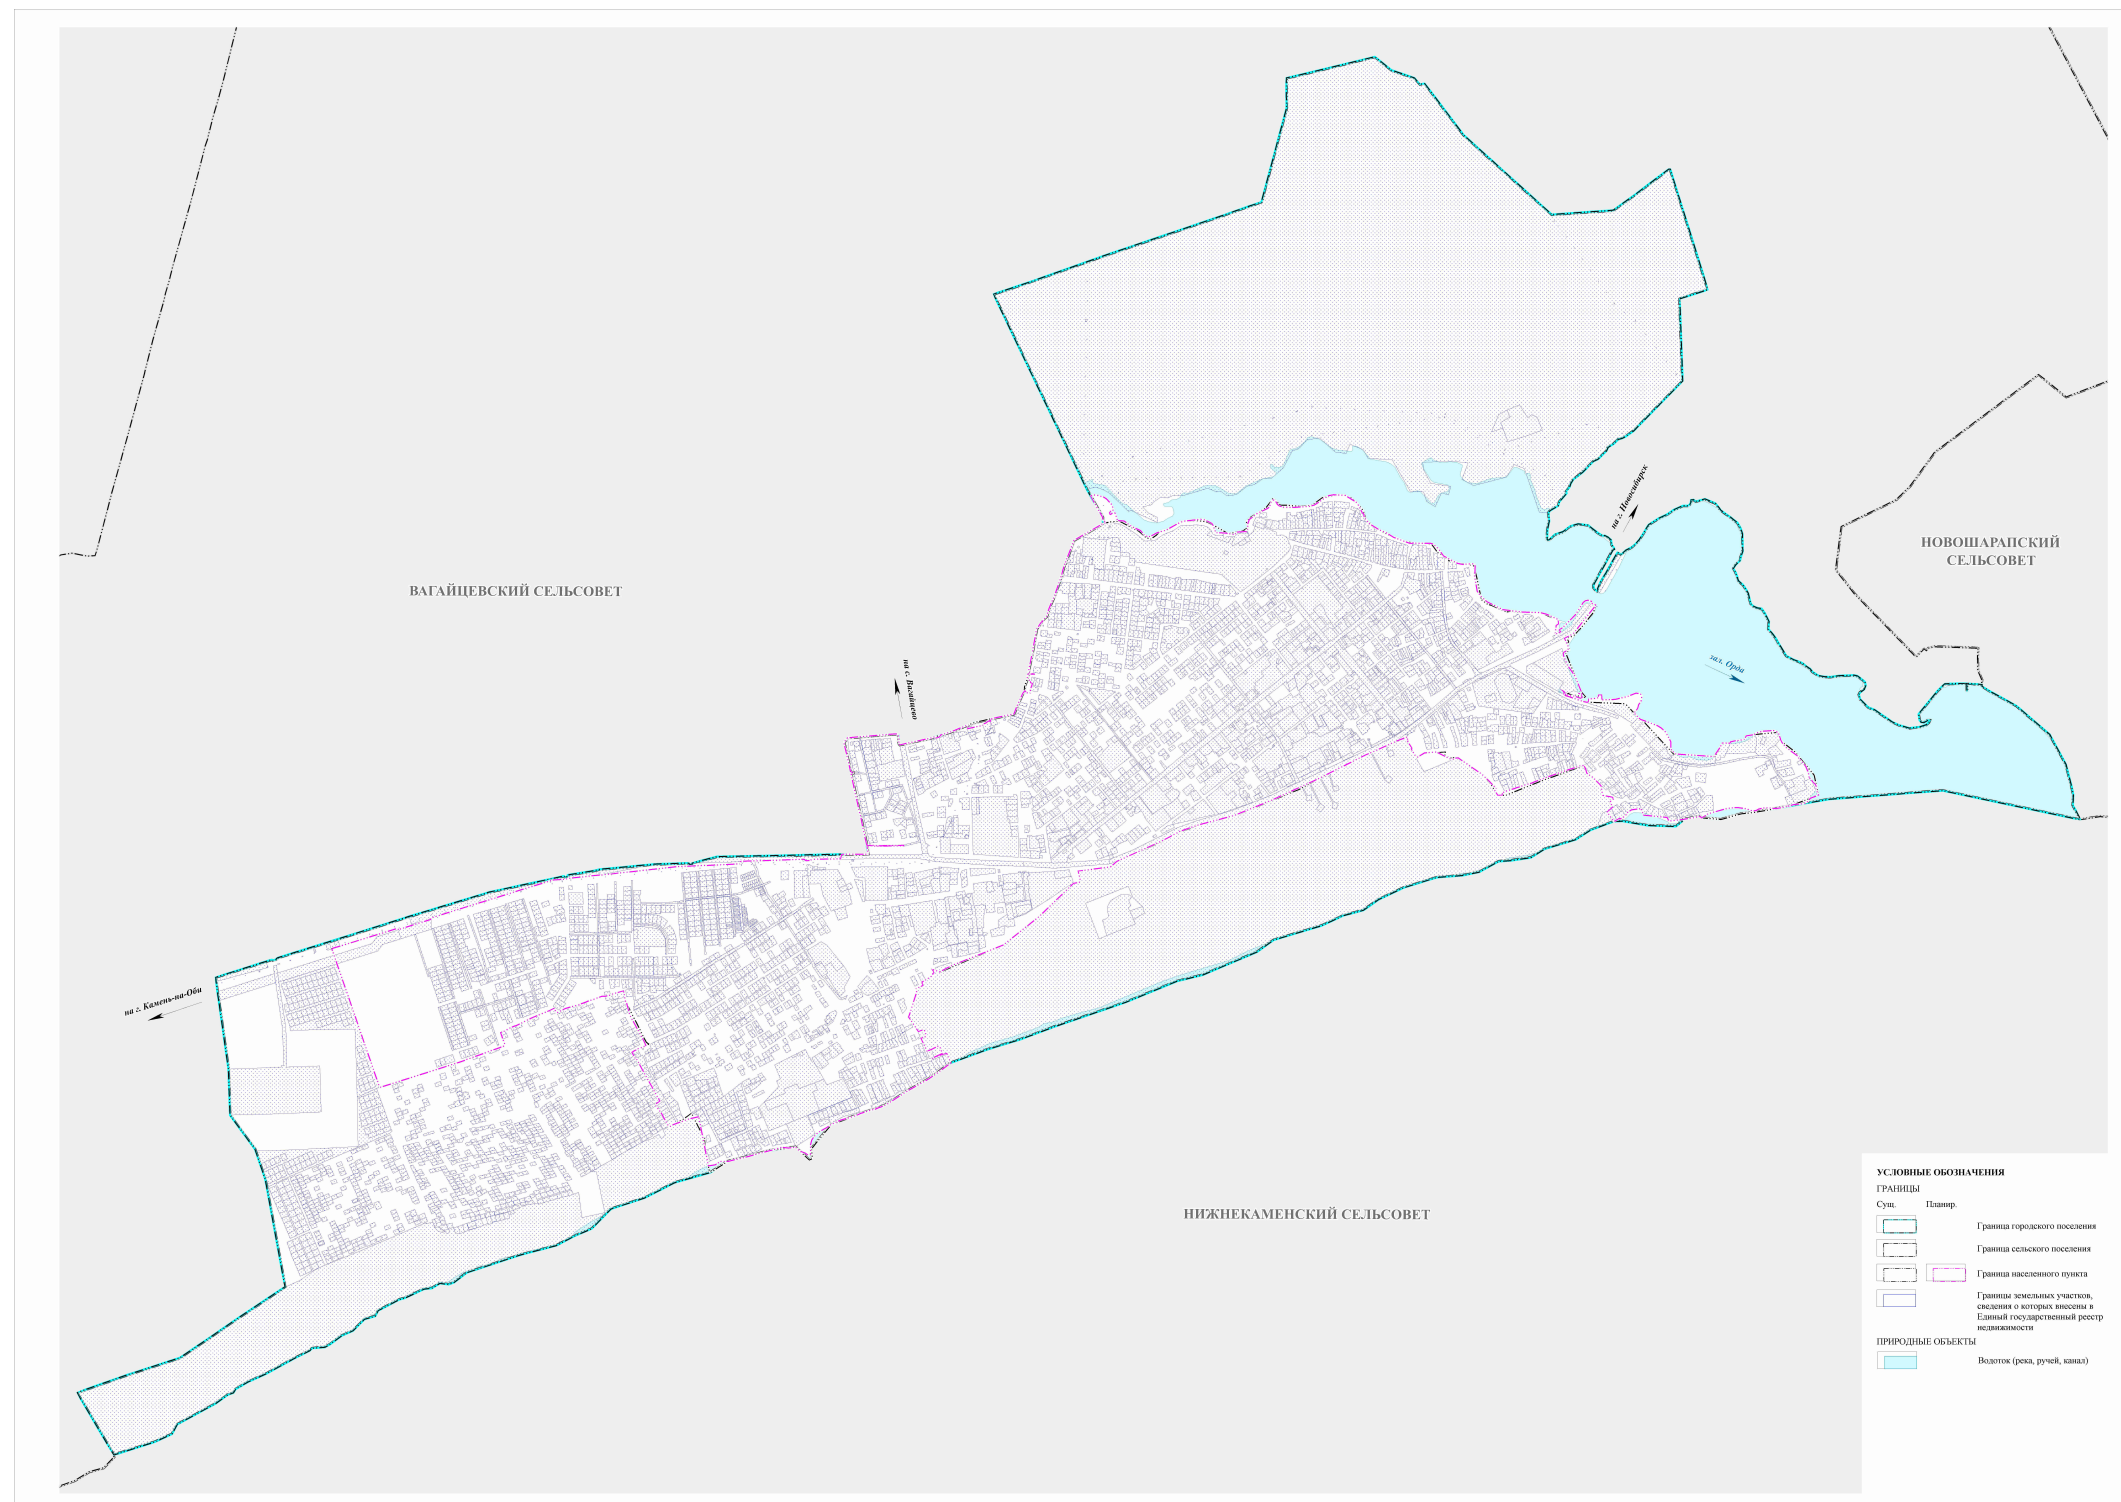 на г. Новосибирск
НОВОШАРАПСКИЙ
СЕЛЬСОВЕТ
ВАГАЙЦЕВСКИЙ СЕЛЬСОВЕТ
зал. Орда
на с. Вагайцево
на г. Камень-на-Оби
НИЖНЕКАМЕНСКИЙ СЕЛЬСОВЕТ
УСЛОВНЫЕ ОБОЗНАЧЕНИЯ
ГРАНИЦЫ
Сущ. Планир.
Граница городского поселения
Граница сельского поселения
Граница населенного пункта
Границы земельных участков,
сведения о которых внесены в
Единый государственный реестр
недвижимости
ПРИРОДНЫЕ ОБЪЕКТЫ
Водоток (река, ручей, канал)